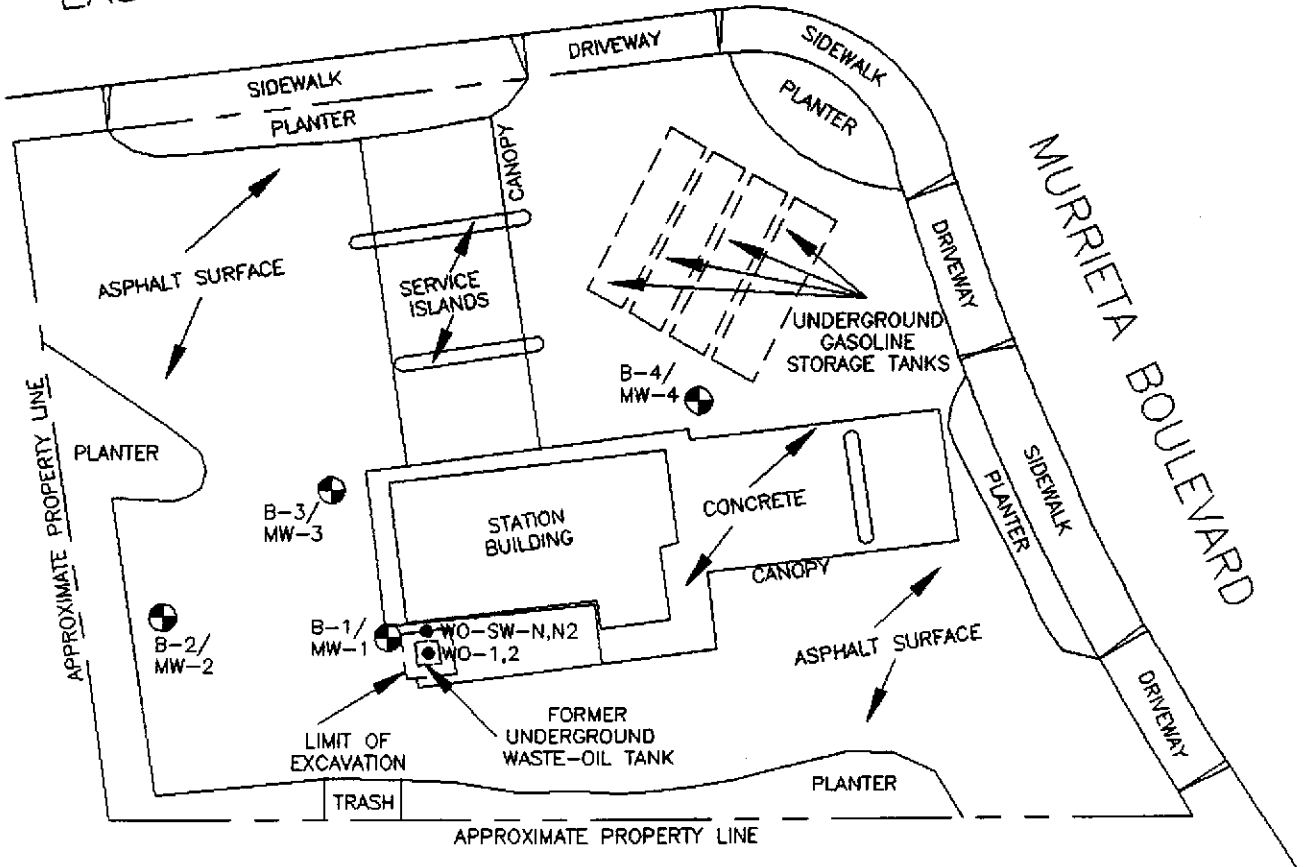 DRIVEWAY
SIDEWALK
SIDEWALK
PLANTER
PLANTER
CANOPY
MURRIETA BOULEVARD
ASPHALT SURFACE
SERVICE
ISLANDS
DRIVEWAY
UNDERGROUND
GASOLINE
STORAGE TANKS
B-4/
MW-4
APPROXIMATE PROPERTY LINE
PLANTER
SIDEWALK
PLANTER
B-3/
MW-3
STATION
BUILDING
CONCRETE
CANOPY
B-2/
MW-2
B-1/
MW-1
WO-SW-N,N2
WO-1,2
ASPHALT SURFACE
DRIVEWAY
LIMIT OF
EXCAVATION
FORMER
UNDERGROUND
WASTE-OIL TANK
TRASH
PLANTER
APPROXIMATE PROPERTY LINE